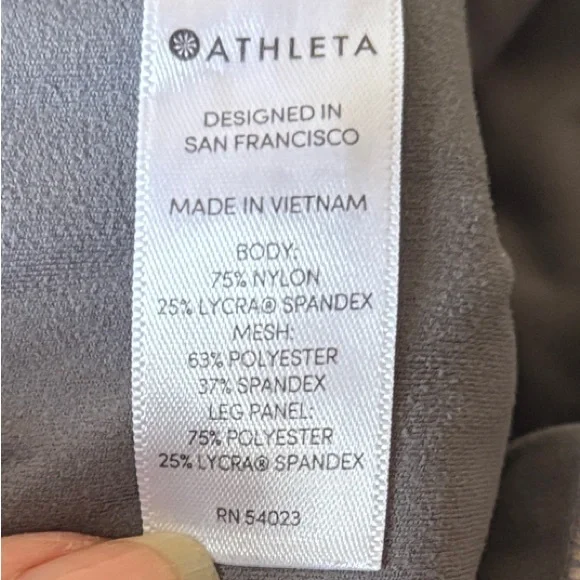 ATHLETA
DESIGNED IN
SAN FRANCISCO
MADE IN VIETNAM
BODY:
75% NYLON
25% LYCRA® SPANDEX
MESH:
63% POLYESTER
37% SPANDEX
LEG PANEL:
75% POLYESTER
25% LYCRA® SPANDEX
RN 54023